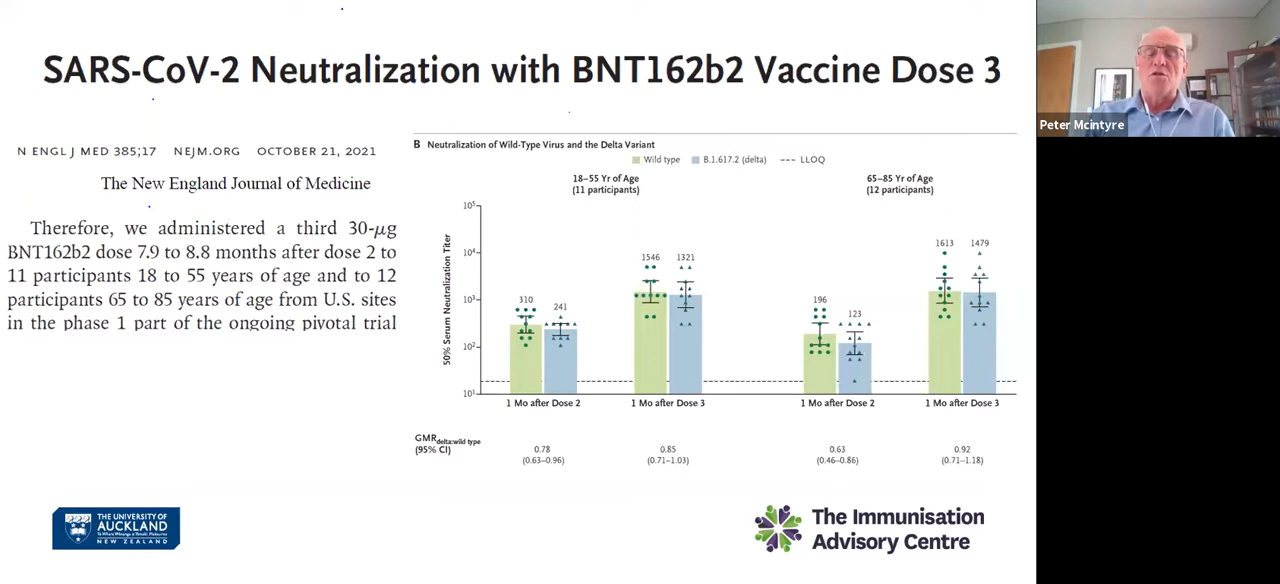 SARS-CoV-2 Neutralization with BNT162b2 Vaccine Dose 3
Peter Mcintyre
N ENGL J MED 385;17 NEJM.ORG OCTOBER 21, 2021
The New England Journal of Medicine
Therefore, we administered a third 30-μg
BNT162b2 dose 7.9 to 8.8 months after dose 2 to
11 participants 18 to 55 years of age and to 12
participants 65 to 85 years of age from U.S. sites
in the phase 1 part of the ongoing pivotal trial
B Neutralization of Wild-Type Virus and the Delta Variant
Wild type B.1.617.2 (delta) LLOQ
18–55 Yr of Age
(11 participants)
65–85 Yr of Age
(12 participants)
50% Serum Neutralization Titer
10⁵
10⁴
10³
10²
10¹
310 241 1546 1321 196 123 1613 1479
1 Mo after Dose 2 1 Mo after Dose 3 1 Mo after Dose 2 1 Mo after Dose 3
GMR delta:wild type
(95% CI)
0.78 0.85 0.63 0.92
(0.63–0.96) (0.71–1.03) (0.46–0.86) (0.71–1.18)
THE UNIVERSITY OF
AUCKLAND
NEW ZEALAND
The Immunisation
Advisory Centre